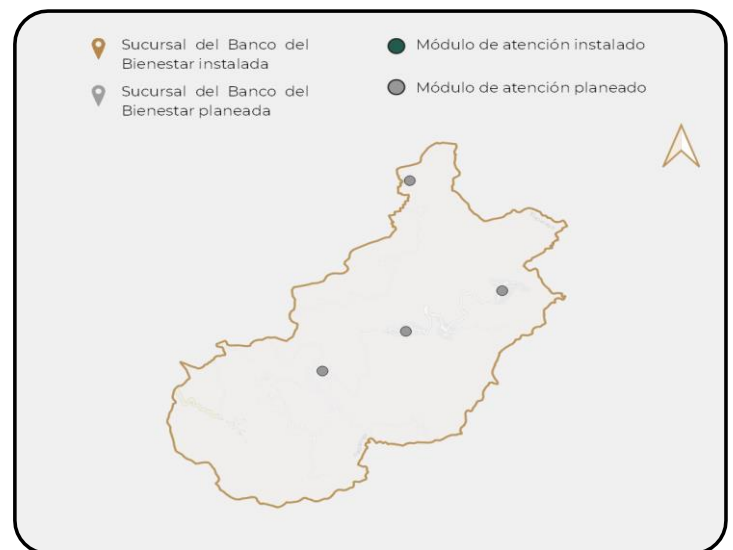 Sucursal del Banco del
Bienestar instalada
Sucursal del Banco del
Bienestar planeada
Módulo de atención instalado
Módulo de atención planeado